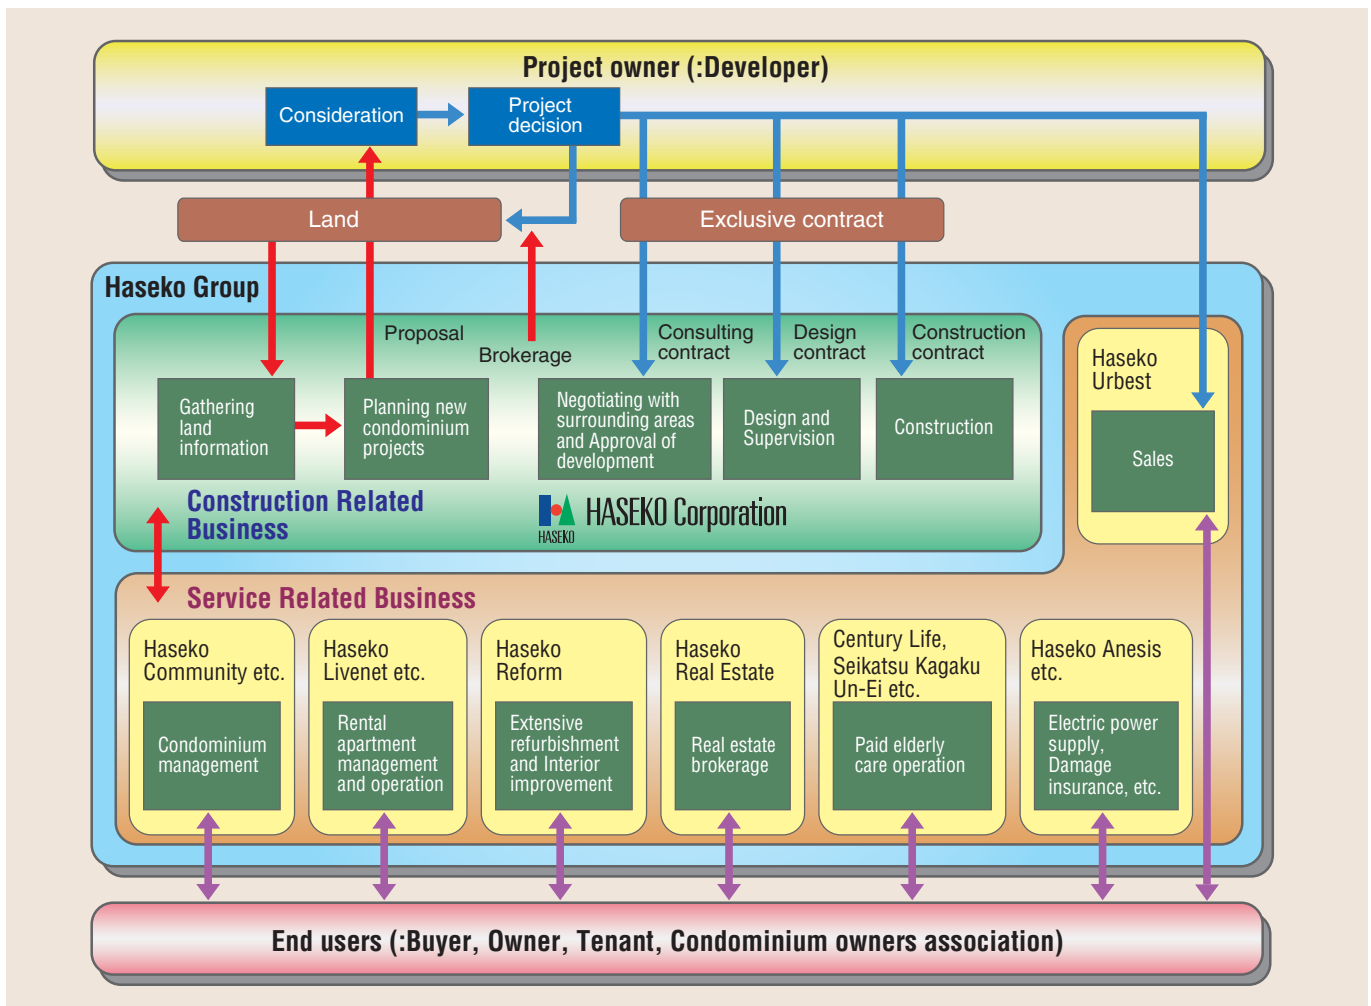 Project owner (:Developer)
Consideration
Project
decision
Land
Exclusive contract
Haseko Group
Proposal
Brokerage
Consulting
contract
Design
contract
Construction
contract
Gathering
land
information
Planning new
condominium
projects
Negotiating with
surrounding areas
and Approval of
development
Design and
Supervision
Construction
Haseko
Urbest
Sales
Construction Related
Business
HASEKO
HASEKO Corporation
Service Related Business
Haseko
Community etc.
Condominium
management
Haseko
Livenet etc.
Rental
apartment
management
and operation
Haseko
Reform
Extensive
refurbishment
and Interior
improvement
Haseko
Real Estate
Real estate
brokerage
Century Life,
Seikatsu Kagaku
Un-Ei etc.
Paid elderly
care operation
Haseko Anesis
etc.
Electric power
supply,
Damage
insurance, etc.
End users (:Buyer, Owner, Tenant, Condominium owners association)